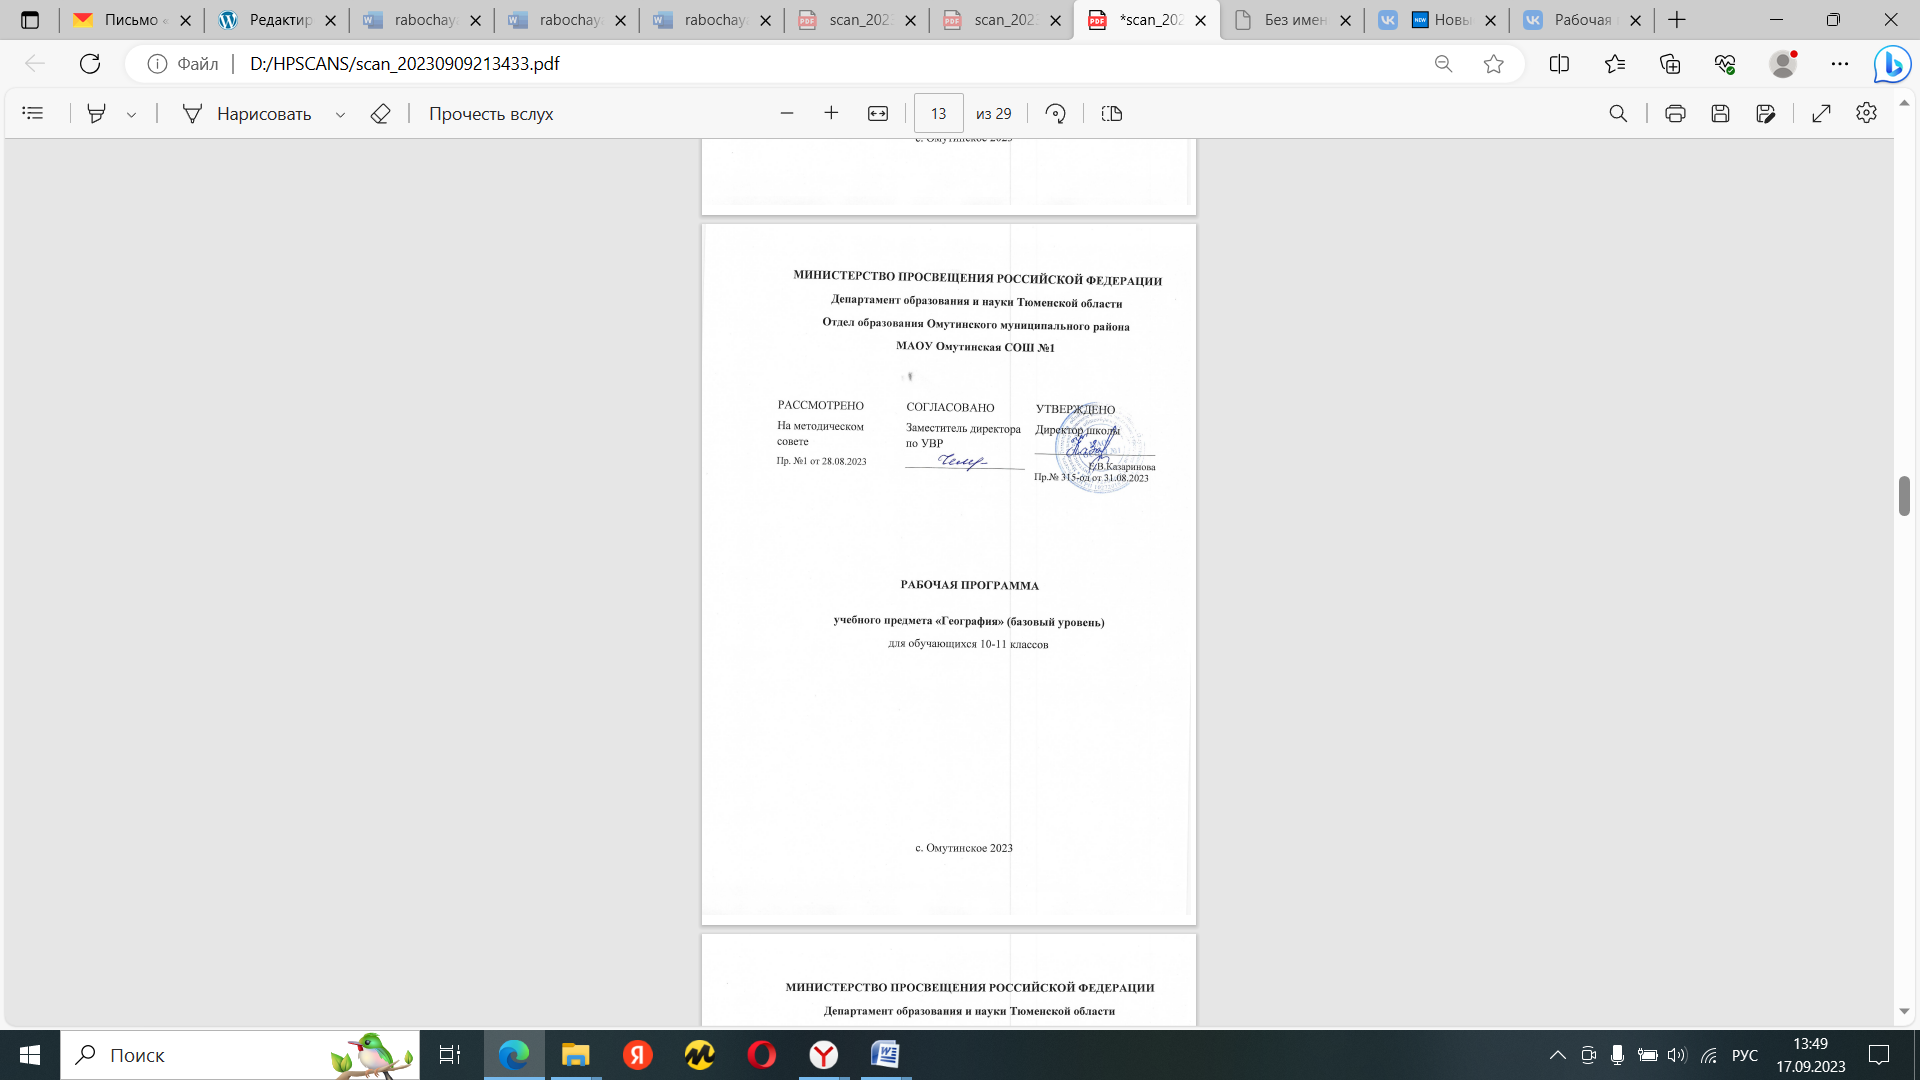 Письмо «
Редактир
rabochay
rabochay
rabochay
scan_202
scan_202
*scan_202
Без имен
Новы
Рабочая
Файл
D:/HPSCANS/scan_20230909213433.pdf
Нарисовать
Прочесть вслух
13
из 29
с. Омутинское 2023
МИНИСТЕРСТВО ПРОСВЕЩЕНИЯ РОССИЙСКОЙ ФЕДЕРАЦИИ
Департамент образования и науки Тюменской области
Отдел образования Омутинского муниципального района
МАОУ Омутинская СОШ №1
РАССМОТРЕНО
На методическом
совете
Пр. №1 от 28.08.2023
СОГЛАСОВАНО
Заместитель директора
по УВР
УТВЕРЖДЕНО
Директор школы
Е.В.Казаринова
Пр.№ 315-од от 31.08.2023
РАБОЧАЯ ПРОГРАММА
учебного предмета «География» (базовый уровень)
для обучающихся 10-11 классов
с. Омутинское 2023
МИНИСТЕРСТВО ПРОСВЕЩЕНИЯ РОССИЙСКОЙ ФЕДЕРАЦИИ
Департамент образования и науки Тюменской области
Поиск
РУС
13:49
17.09.2023